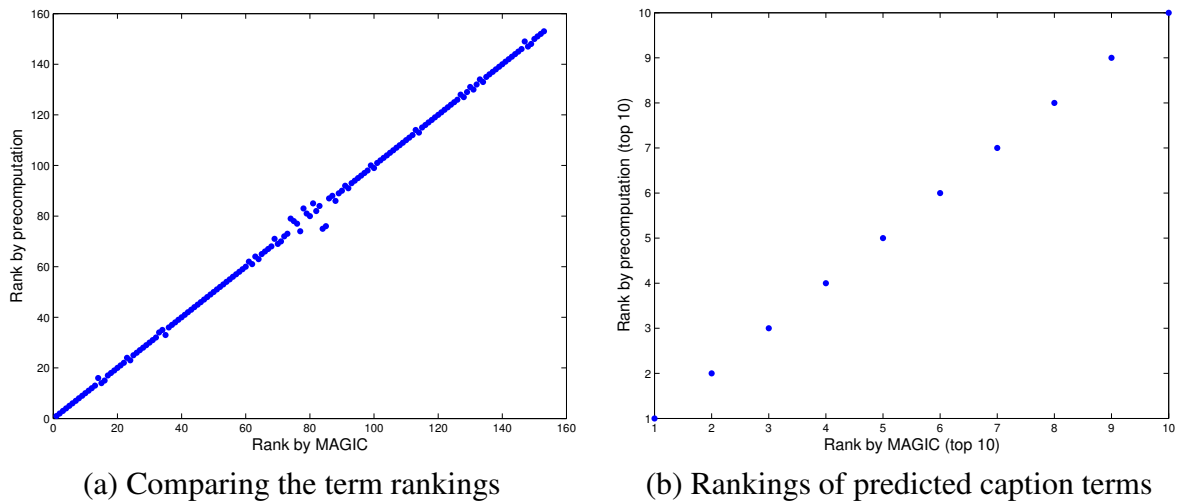 160
140
120
100
80
60
40
20
0
Rank by precomputation
0 20 40 60 80 100 120 140 160
Rank by MAGIC
(a) Comparing the term rankings
10
9
8
7
6
5
4
3
2
1
Rank by precomputation (top 10)
1 2 3 4 5 6 7 8 9 10
Rank by MAGIC (top 10)
(b) Rankings of predicted caption terms